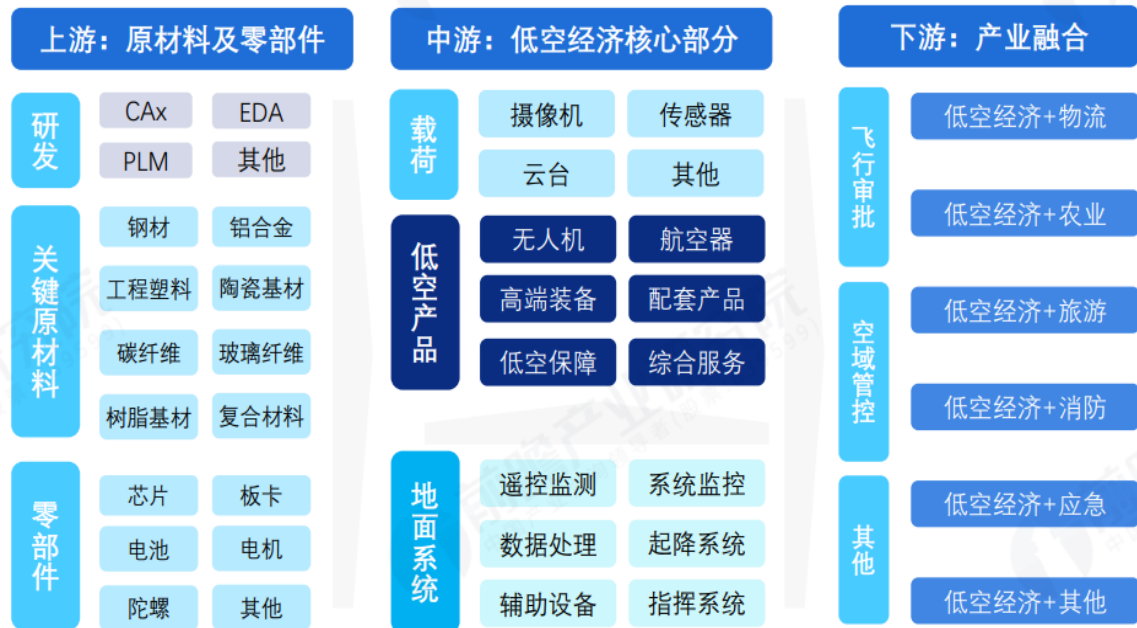 上游：原材料及零部件
研发
CAx
EDA
PLM
其他
关键原材料
钢材
铝合金
工程塑料
陶瓷基材
碳纤维
玻璃纤维
树脂基材
复合材料
零部件
芯片
板卡
电池
电机
陀螺
其他
中游：低空经济核心部分
载荷
摄像机
传感器
云台
其他
低空产品
无人机
航空器
高端装备
配套产品
低空保障
综合服务
地面系统
遥控监测
系统监控
数据处理
起降系统
辅助设备
指挥系统
下游：产业融合
飞行审批
空域管控
其他
低空经济+物流
低空经济+农业
低空经济+旅游
低空经济+消防
低空经济+应急
低空经济+其他